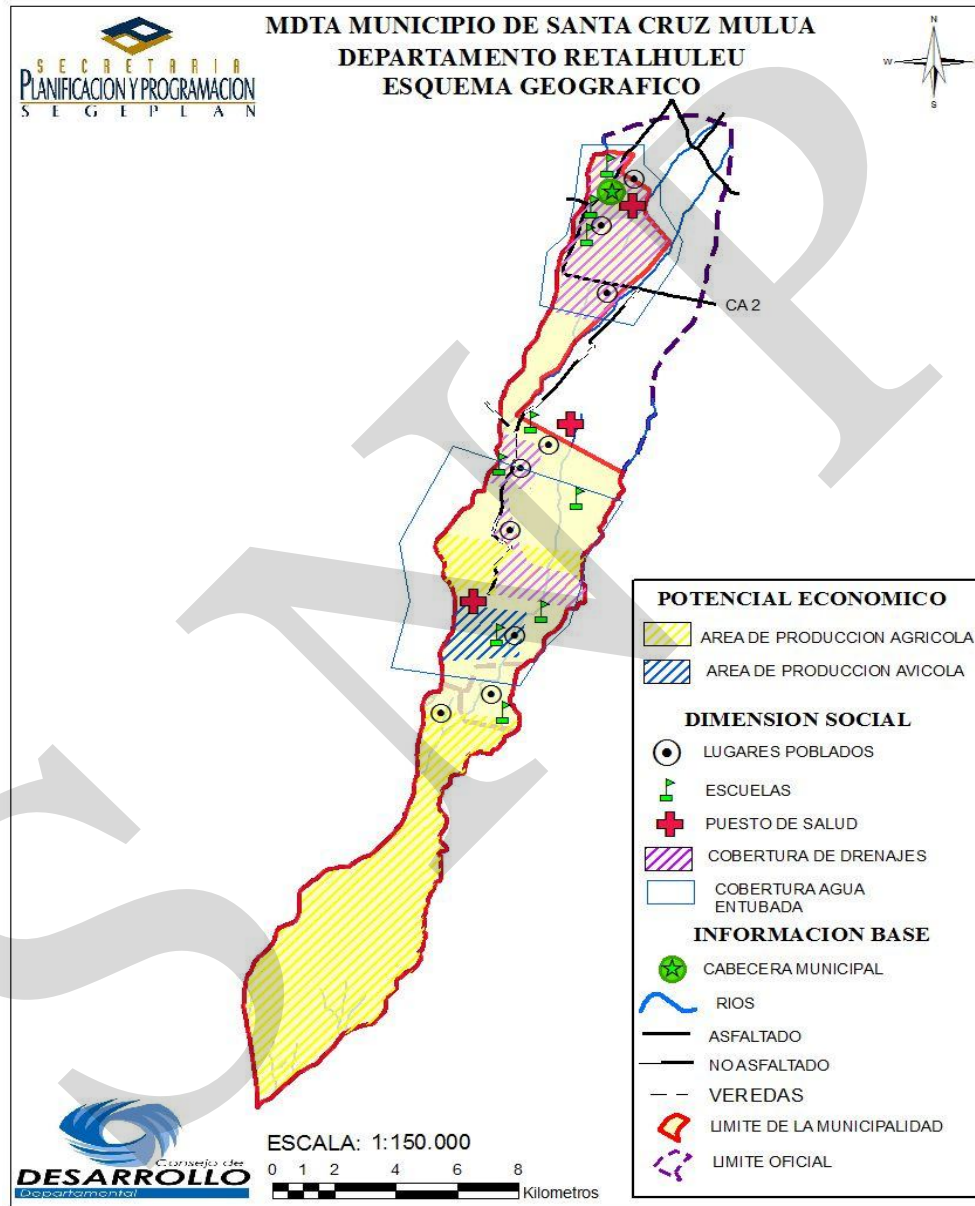 SECRETARIA
PLANIFICACION Y PROGRAMACION
SEGEPLAN
MDTA MUNICIPIO DE SANTA CRUZ MULUA
DEPARTAMENTO RETALHULEU
ESQUEMA GEOGRAFICO
N
W
S
CA 2
POTENCIAL ECONOMICO
AREA DE PRODUCCION AGRICOLA
AREA DE PRODUCCION AVICOLA
DIMENSION SOCIAL
LUGARES POBLADOS
ESCUELAS
PUESTO DE SALUD
COBERTURA DE DRENAJES
COBERTURA AGUA
ENTUBADA
INFORMACION BASE
CABECERA MUNICIPAL
RIOS
ASFALTADO
NO ASFALTADO
VEREDAS
LIMITE DE LA MUNICIPALIDAD
LIMITE OFICIAL
Consejo de
DESARROLLO
Departamental
ESCALA: 1:150.000
0 1 2 4 6 8
Kilometros
SNP